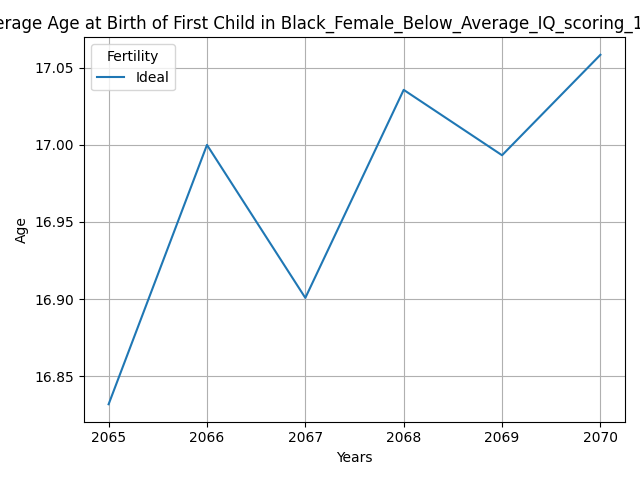 erage Age at Birth of First Child in Black_Female_Below_Average_IQ_scoring_1
Fertility
Ideal
17.05
17.00
16.95
16.90
16.85
Age
2065 2066 2067 2068 2069 2070
Years